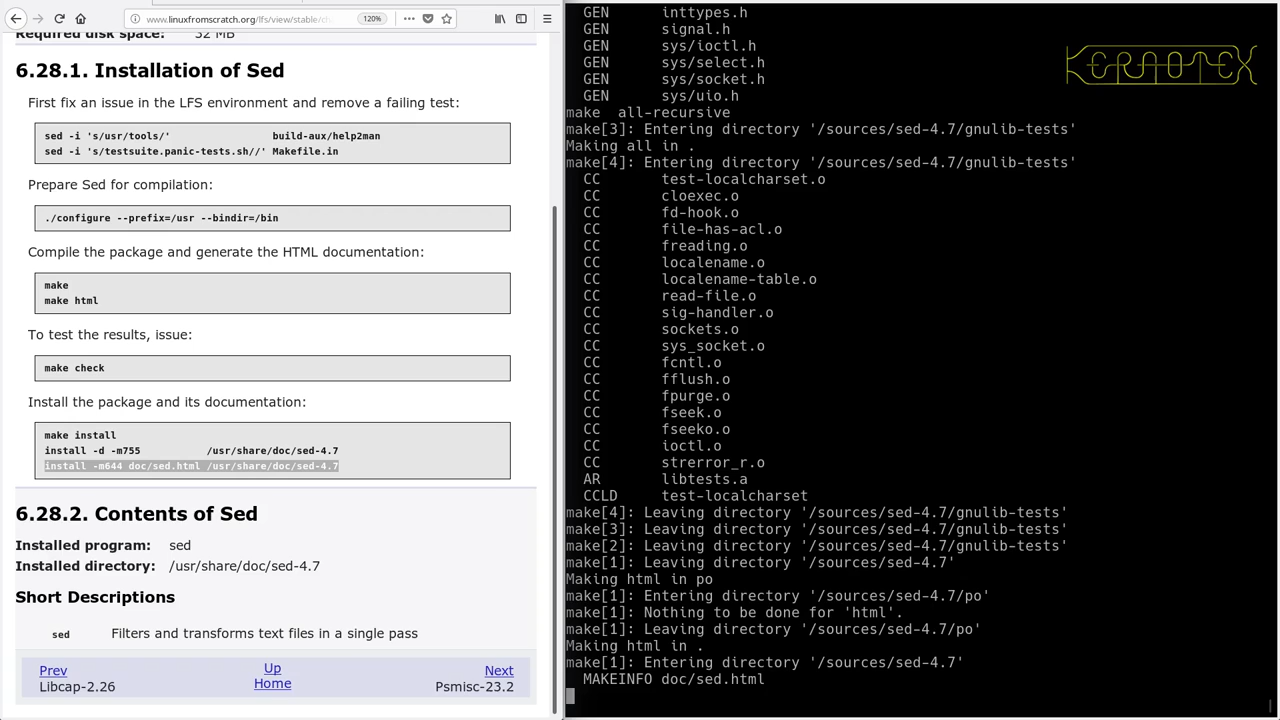 www.linuxfromscratch.org/lfs/view/stable/cha
120%
Required disk space: 32 MB
6.28.1. Installation of Sed
First fix an issue in the LFS environment and remove a failing test:
sed -i 's/usr/tools/' build-aux/help2man
sed -i 's/testsuite.panic-tests.sh//' Makefile.in
Prepare Sed for compilation:
./configure --prefix=/usr --bindir=/bin
Compile the package and generate the HTML documentation:
make
make html
To test the results, issue:
make check
Install the package and its documentation:
make install
install -d -m755 /usr/share/doc/sed-4.7
install -m644 doc/sed.html /usr/share/doc/sed-4.7
6.28.2. Contents of Sed
Installed program: sed
Installed directory: /usr/share/doc/sed-4.7
Short Descriptions
sed Filters and transforms text files in a single pass
Prev Up Next
Libcap-2.26 Home Psmisc-23.2
GEN inttypes.h
GEN signal.h
GEN sys/ioctl.h
GEN sys/select.h
GEN sys/socket.h
GEN sys/uio.h
KERNOTEX
make all-recursive
make[3]: Entering directory '/sources/sed-4.7/gnulib-tests'
Making all in .
make[4]: Entering directory '/sources/sed-4.7/gnulib-tests'
CC test-localcharset.o
CC cloexec.o
CC fd-hook.o
CC file-has-acl.o
CC freading.o
CC localename.o
CC localename-table.o
CC read-file.o
CC sig-handler.o
CC sockets.o
CC sys_socket.o
CC fcntl.o
CC fflush.o
CC fpurge.o
CC fseek.o
CC fseeko.o
CC ioctl.o
CC strerror_r.o
AR libtests.a
CCLD test-localcharset
make[4]: Leaving directory '/sources/sed-4.7/gnulib-tests'
make[3]: Leaving directory '/sources/sed-4.7/gnulib-tests'
make[2]: Leaving directory '/sources/sed-4.7/gnulib-tests'
make[1]: Leaving directory '/sources/sed-4.7'
Making html in po
make[1]: Entering directory '/sources/sed-4.7/po'
make[1]: Nothing to be done for 'html'.
make[1]: Leaving directory '/sources/sed-4.7/po'
Making html in .
make[1]: Entering directory '/sources/sed-4.7'
MAKEINFO doc/sed.html